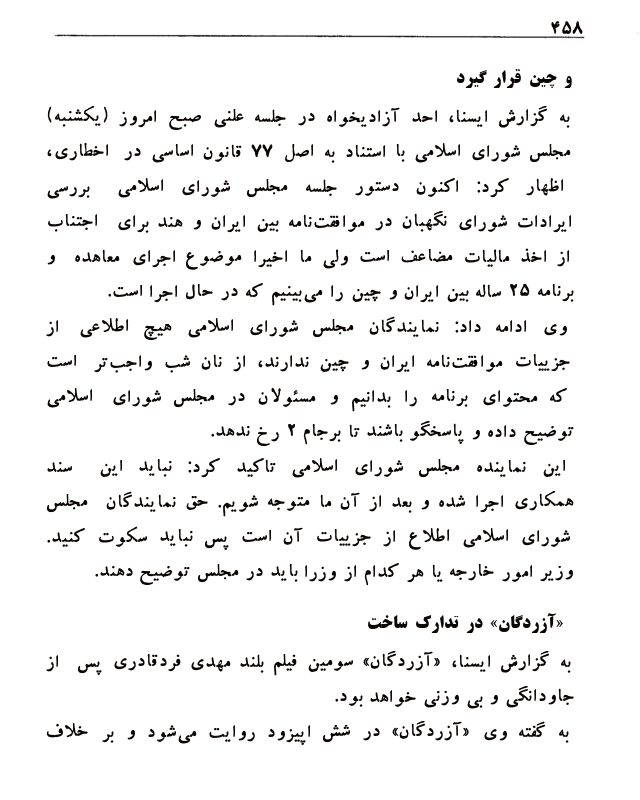 ۴۵۸
و چین قرار گیرد
به گزارش ایسنا، احد آزادیخواه در جلسه علنی صبح امروز (یکشنبه)
مجلس شورای اسلامی با استناد به اصل ۷۷ قانون اساسی در اخطاری،
اظهار کرد: اکنون دستور جلسه مجلس شورای اسلامی بررسی
ایرادات شورای نگهبان در موافقت‌نامه بین ایران و هند برای اجتناب
از اخذ مالیات مضاعف است ولی ما اخیرا موضوع اجرای معاهده و
برنامه ۲۵ ساله بین ایران و چین را می‌بینیم که در حال اجرا است.
وی ادامه داد: نمایندگان مجلس شورای اسلامی هیچ اطلاعی از
جزییات موافقت‌نامه ایران و چین ندارند، از نان شب واجب‌تر است
که محتوای برنامه را بدانیم و مسئولان در مجلس شورای اسلامی
توضیح داده و پاسخگو باشند تا برجام ۲ رخ ندهد.
این نماینده مجلس شورای اسلامی تاکید کرد: نباید این سند
همکاری اجرا شده و بعد از آن ما متوجه شویم. حق نمایندگان مجلس
شورای اسلامی اطلاع از جزییات آن است پس نباید سکوت کنید.
وزیر امور خارجه یا هر کدام از وزرا باید در مجلس توضیح دهند.
«آزردگان» در تدارک ساخت
به گزارش ایسنا، «آزردگان» سومین فیلم بلند مهدی فردقادری پس از
جاودانگی و بی وزنی خواهد بود.
به گفته وی «آزردگان» در شش اپیزود روایت می‌شود و بر خلاف